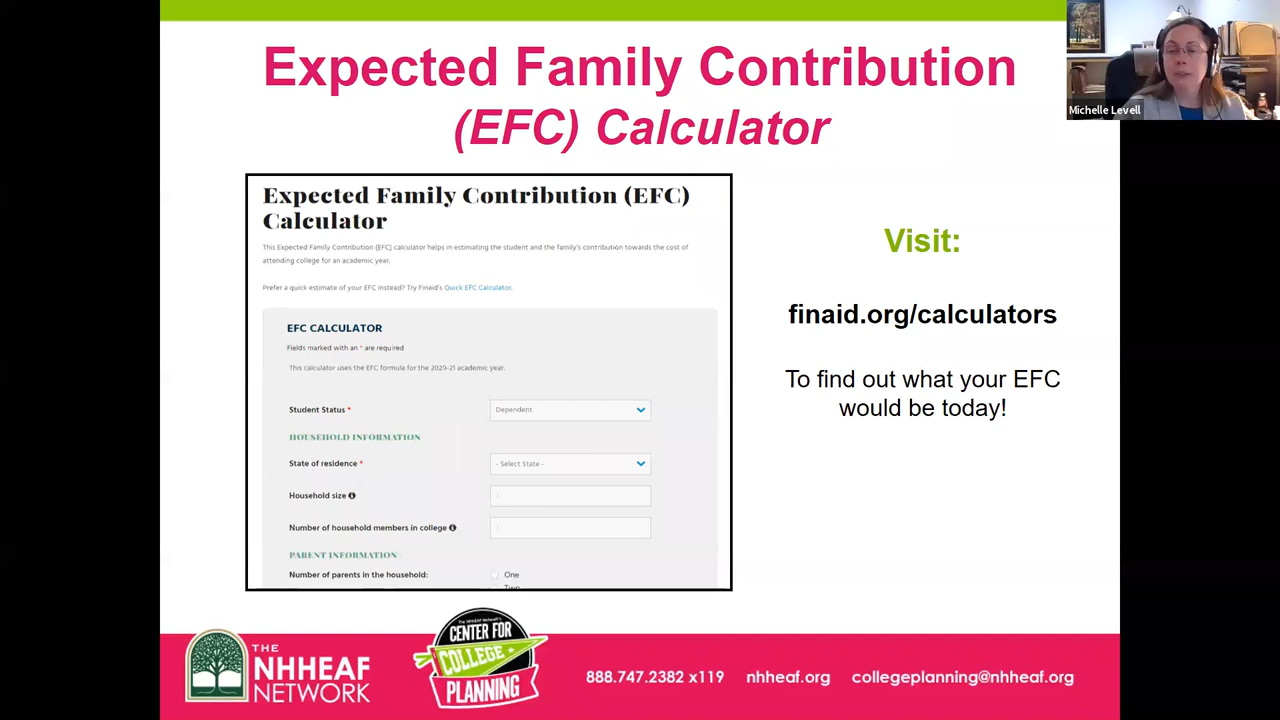 Expected Family Contribution
(EFC) Calculator
Michelle Levell
Expected Family Contribution (EFC)
Calculator
This Expected Family Contribution (EFC) calculator helps in estimating the student and the family's contribution towards the cost of
attending college for an academic year.
Prefer a quick estimate of your EFC instead? Try Finaid's Quick EFC Calculator.
EFC CALCULATOR
Fields marked with an * are required
This calculator uses the EFC formula for the 2020-21 academic year.
Student Status *
Dependent
HOUSEHOLD INFORMATION
State of residence *
- Select State -
Household size
1
Number of household members in college
1
PARENT INFORMATION
Number of parents in the household:
One
Two
Visit:
finaid.org/calculators
To find out what your EFC
would be today!
THE
NHHEAF
NETWORK
The NHHEAF Network's
CENTER FOR
COLLEGE
PLANNING
888.747.2382 x119 nhheaf.org collegeplanning@nhheaf.org